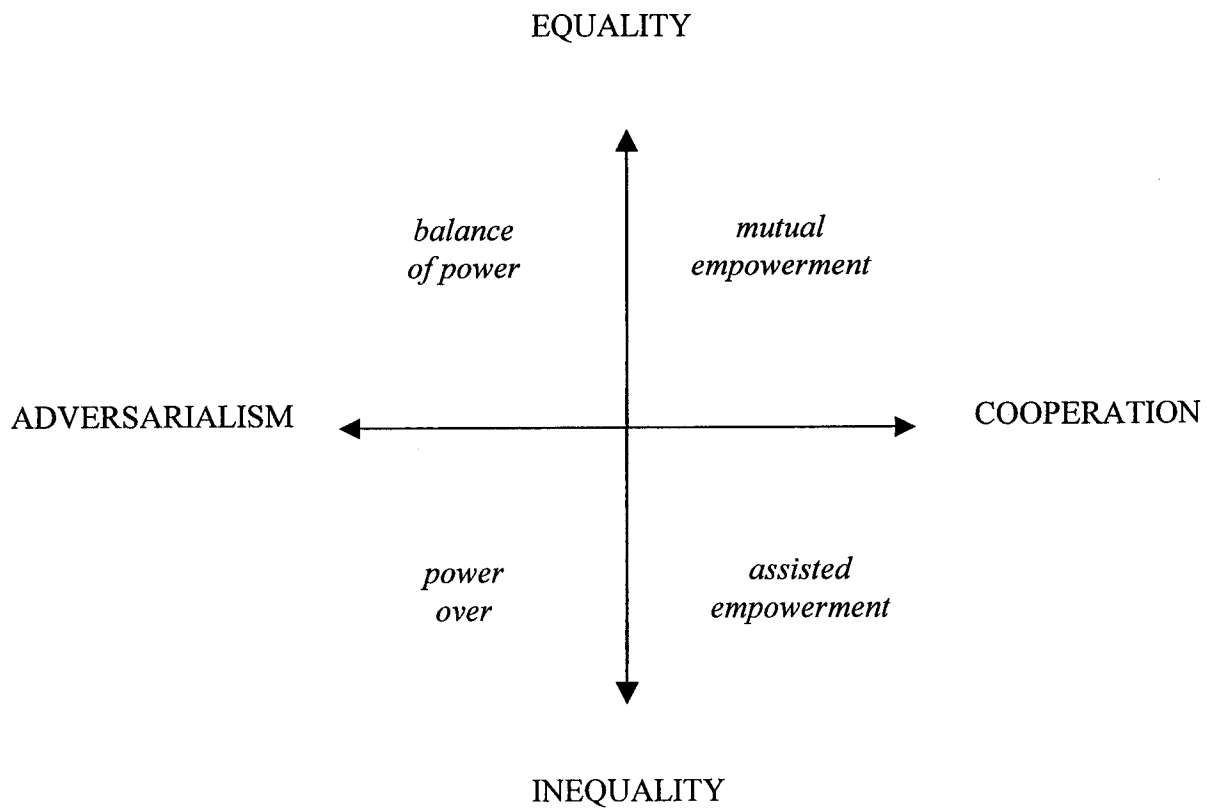 EQUALITY
balance
of power
mutual
empowerment
ADVERSARIALISM
COOPERATION
power
over
assisted
empowerment
INEQUALITY